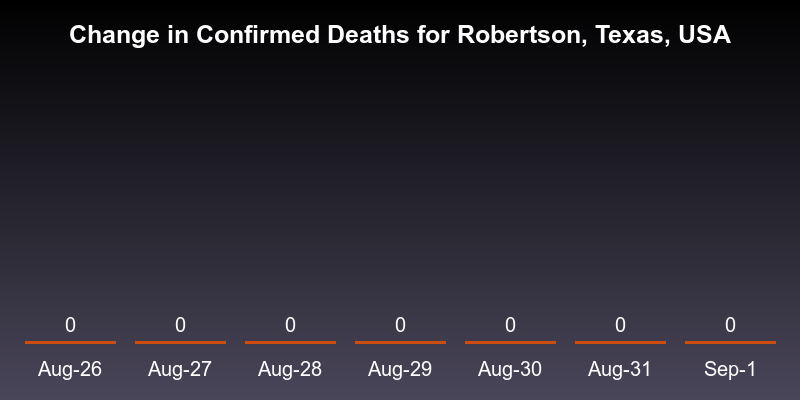 Change in Confirmed Deaths for Robertson, Texas, USA
0 0 0 0 0 0 0
Aug-26 Aug-27 Aug-28 Aug-29 Aug-30 Aug-31 Sep-1